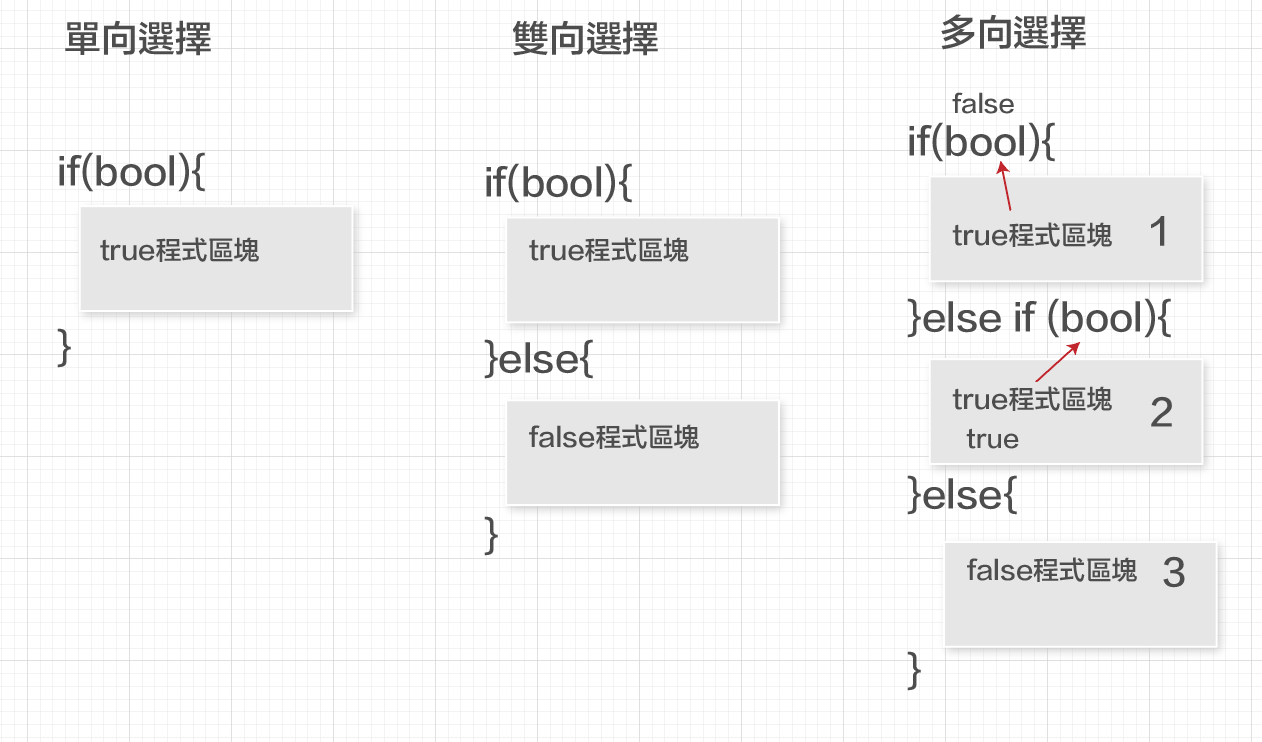 單向選擇
if(bool){
true程式區塊
}
雙向選擇
if(bool){
true程式區塊
}else{
false程式區塊
}
多向選擇
false
if(bool){
true程式區塊 1
}else if (bool){
true程式區塊 2
true
}else{
false程式區塊 3
}